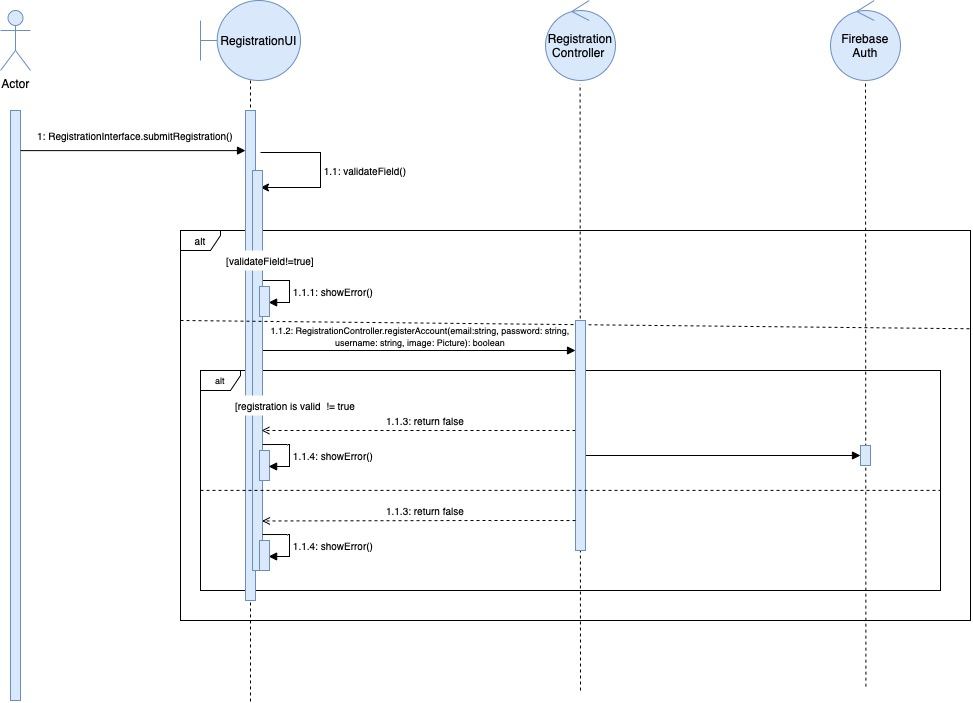 RegistrationUI
Registration
Controller
Firebase
Auth
Actor
1: RegistrationInterface.submitRegistration()
1.1: validateField()
alt
[validateField!=true]
1.1.1: showError()
1.1.2: RegistrationController.registerAccount(email:string, password: string,
username: string, image: Picture): boolean
alt
[registration is valid != true
1.1.3: return false
1.1.4: showError()
1.1.3: return false
1.1.4: showError()